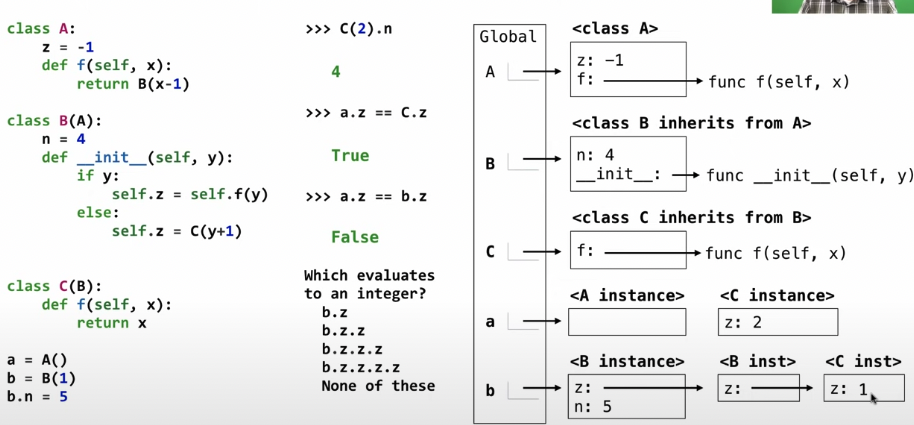 class A:
    z = -1
    def f(self, x):
        return B(x-1)
class B(A):
    n = 4
    def __init__(self, y):
        if y:
            self.z = self.f(y)
        else:
            self.z = C(y+1)
class C(B):
    def f(self, x):
        return x
a = A()
b = B(1)
b.n = 5
>>> C(2).n
4
>>> a.z == C.z
True
>>> a.z == b.z
False
Which evaluates
to an integer?
b.z
b.z.z
b.z.z.z
b.z.z.z.z
None of these
Global
A
B
C
a
b
<class A>
z: -1
f:
func f(self, x)
<class B inherits from A>
n: 4
__init__:
func __init__(self, y)
<class C inherits from B>
f:
func f(self, x)
<A instance>
<C instance>
z: 2
<B instance>
z:
n: 5
<B inst>
z:
<C inst>
z: 1